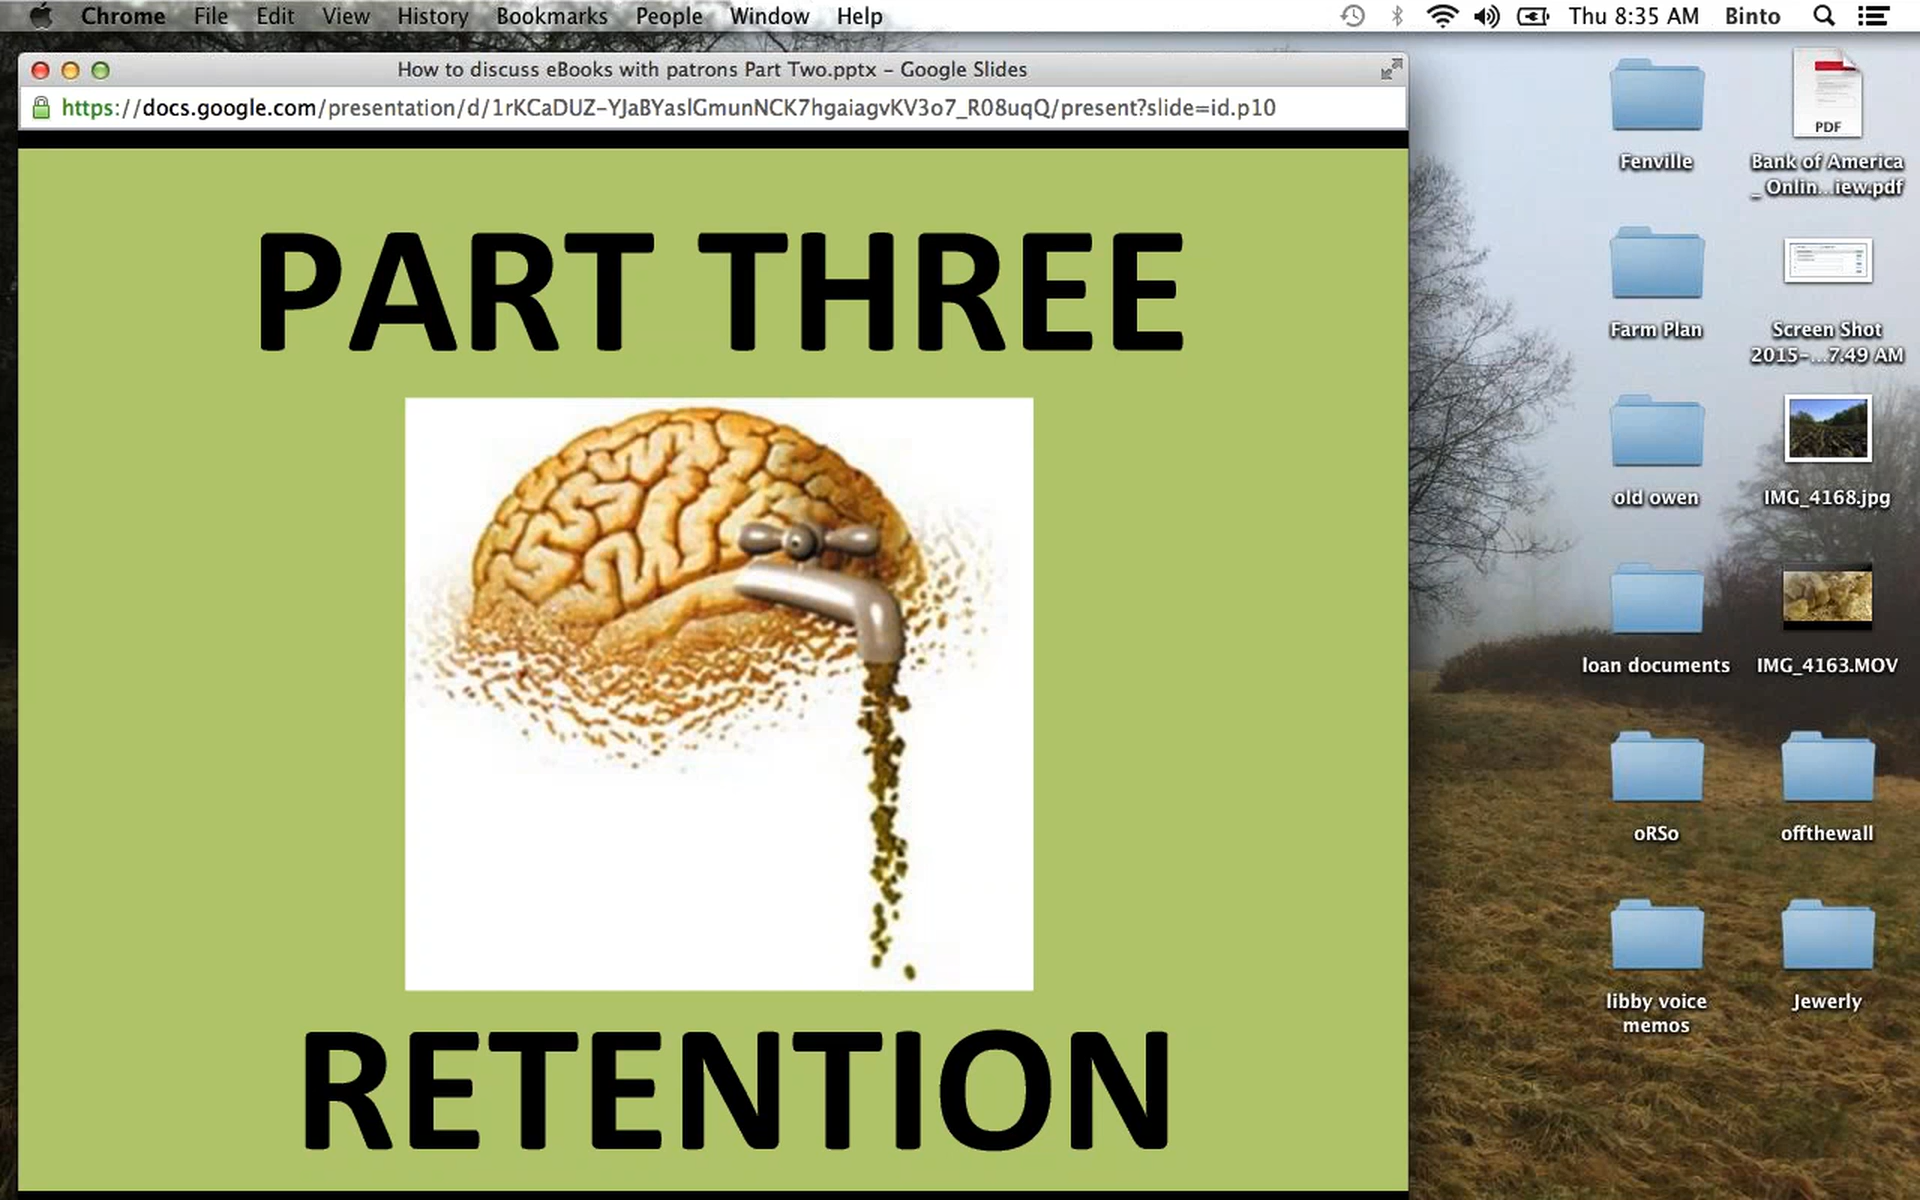 Chrome File Edit View History Bookmarks People Window Help Thu 8:35 AM Binto
How to discuss eBooks with patrons Part Two.pptx - Google Slides
https://docs.google.com/presentation/d/1rKCaDUZ-YJaBYaslGmunNCK7hgaiagvKV3o7_R08uqQ/present?slide=id.p10
PART THREE
RETENTION
Fenville
PDF
Bank of America
_ Onlin...iew.pdf
Farm Plan
Screen Shot
2015-...7.49 AM
old owen
IMG_4168.jpg
loan documents
IMG_4163.MOV
oRSo
offthewall
libby voice
memos
Jewerly